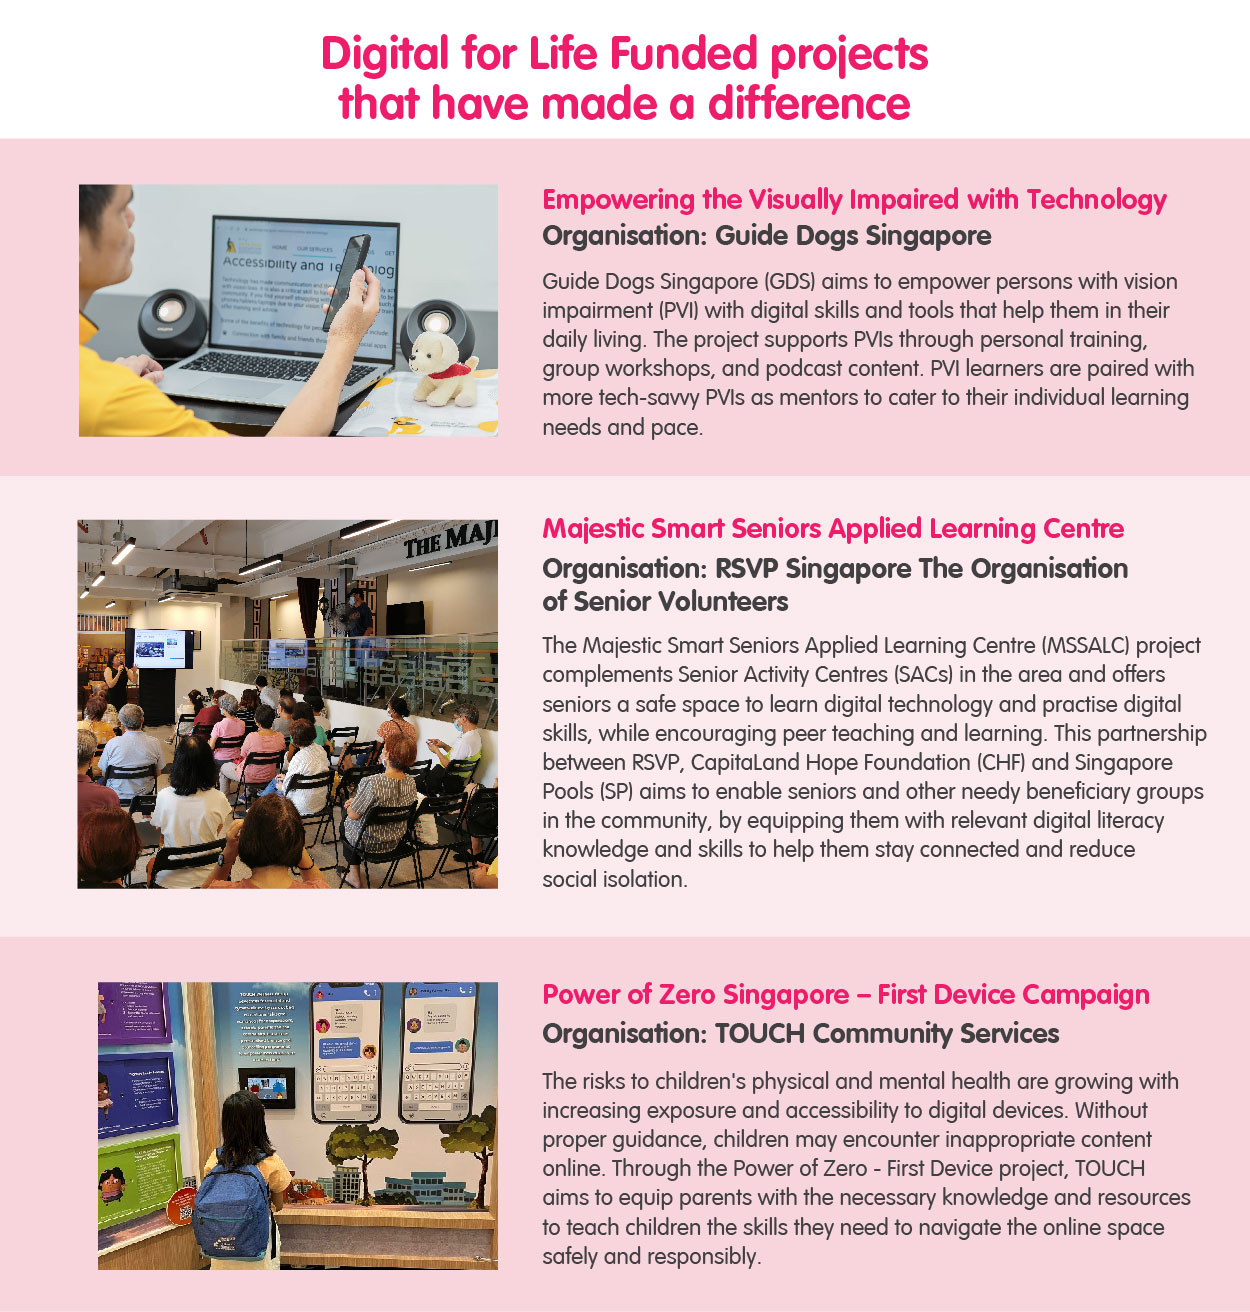 Digital for Life Funded projects
that have made a difference
HOME OUR SERVICES GET
Accessibility and Te
Empowering the Visually Impaired with Technology
Organisation: Guide Dogs Singapore
Guide Dogs Singapore (GDS) aims to empower persons with vision
impairment (PVI) with digital skills and tools that help them in their
daily living. The project supports PVIs through personal training,
group workshops, and podcast content. PVI learners are paired with
more tech-savvy PVIs as mentors to cater to their individual learning
needs and pace.
THE MAJ
Majestic Smart Seniors Applied Learning Centre
Organisation: RSVP Singapore The Organisation
of Senior Volunteers
The Majestic Smart Seniors Applied Learning Centre (MSSALC) project
complements Senior Activity Centres (SACs) in the area and offers
seniors a safe space to learn digital technology and practise digital
skills, while encouraging peer teaching and learning. This partnership
between RSVP, CapitaLand Hope Foundation (CHF) and Singapore
Pools (SP) aims to enable seniors and other needy beneficiary groups
in the community, by equipping them with relevant digital literacy
knowledge and skills to help them stay connected and reduce
social isolation.
Power of Zero Singapore – First Device Campaign
Organisation: TOUCH Community Services
The risks to children's physical and mental health are growing with
increasing exposure and accessibility to digital devices. Without
proper guidance, children may encounter inappropriate content
online. Through the Power of Zero - First Device project, TOUCH
aims to equip parents with the necessary knowledge and resources
to teach children the skills they need to navigate the online space
safely and responsibly.